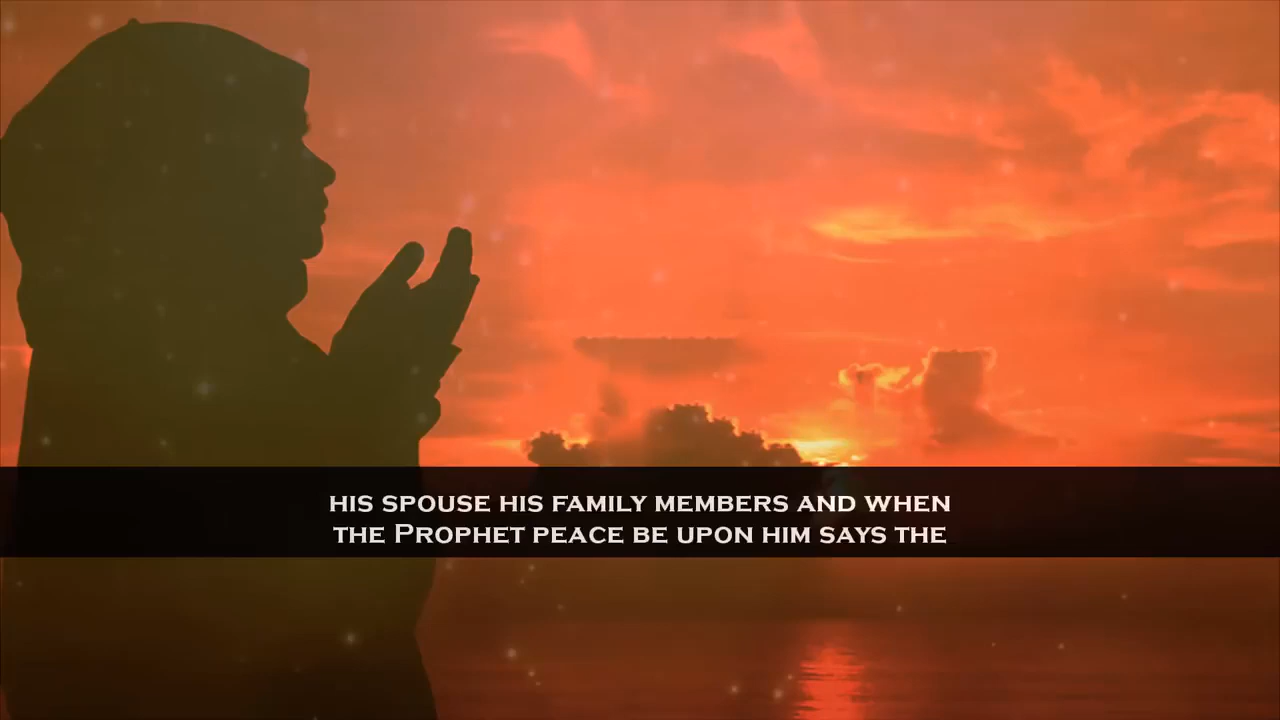 HIS SPOUSE HIS FAMILY MEMBERS AND WHEN
THE PROPHET PEACE BE UPON HIM SAYS THE